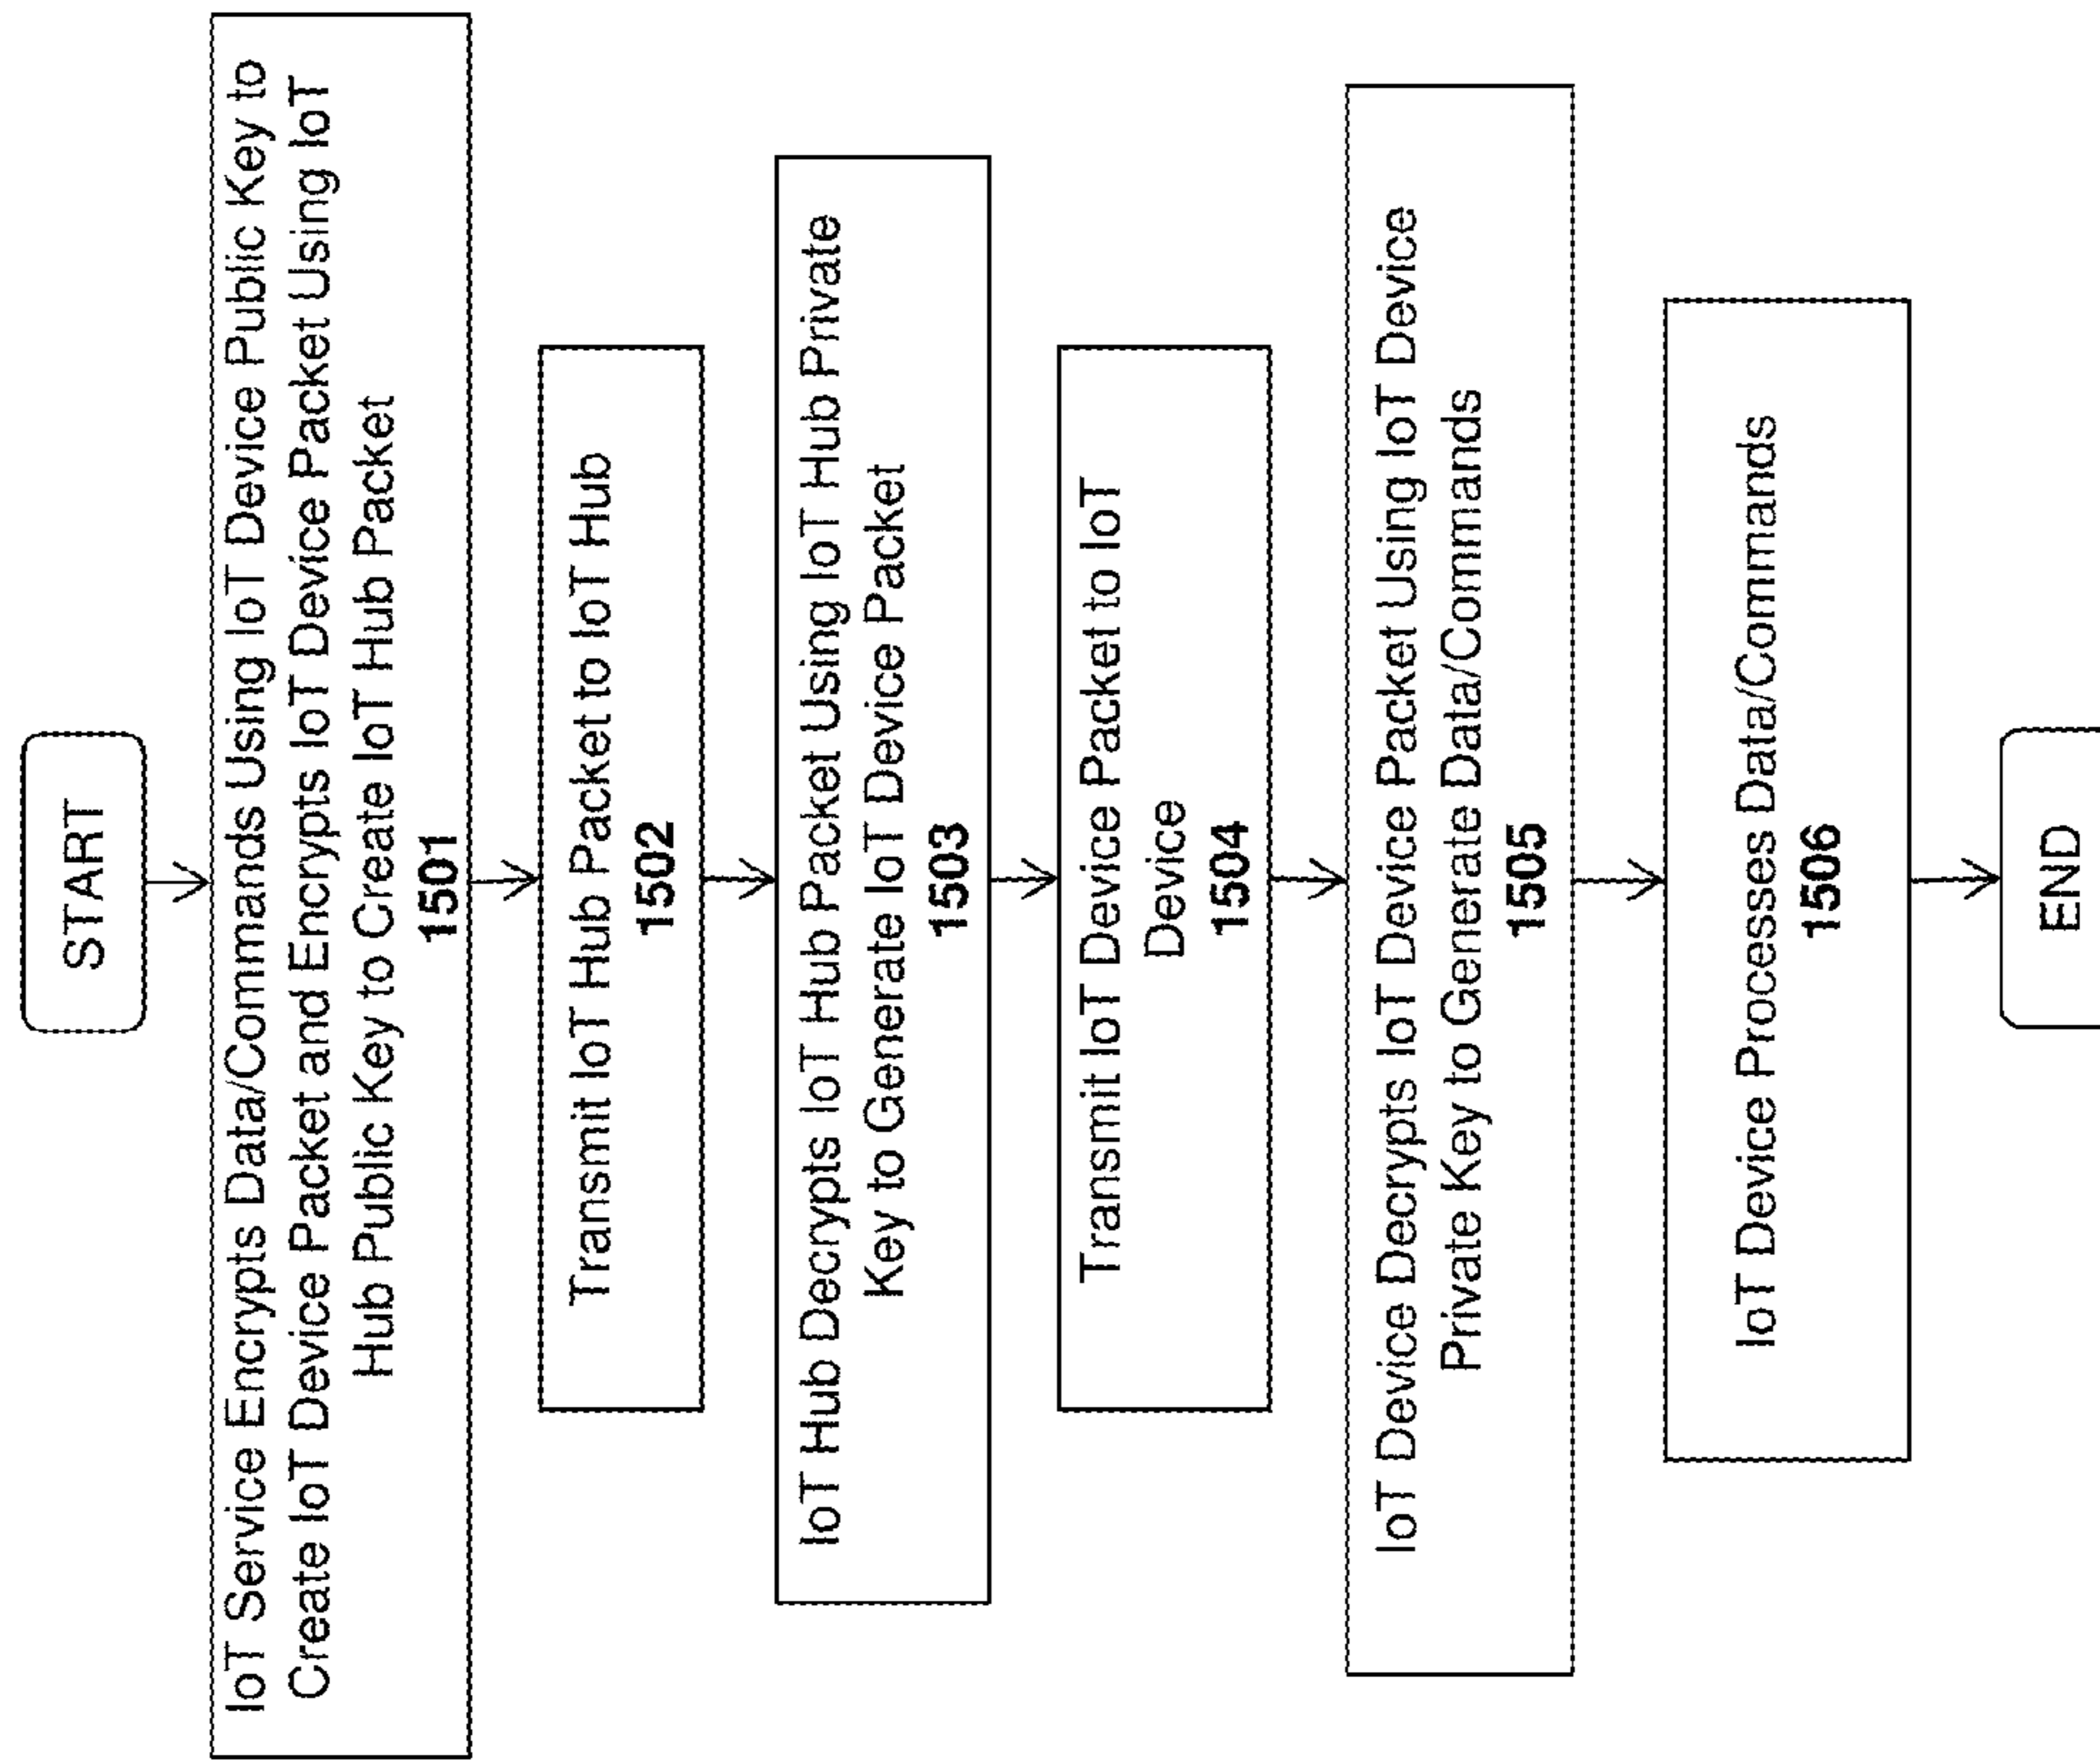 START
IoT Service Encrypts Data/Commands Using IoT Device Public Key to
Create IoT Device Packet and Encrypts IoT Device Packet Using IoT
Hub Public Key to Create IoT Hub Packet
1501
Transmit IoT Hub Packet to IoT Hub
1502
IoT Hub Decrypts IoT Hub Packet Using IoT Hub Private
Key to Generate IoT Device Packet
1503
Transmit IoT Device Packet to IoT
Device
1504
IoT Device Decrypts IoT Device Packet Using IoT Device
Private Key to Generate Data/Commands
1505
IoT Device Processes Data/Commands
1506
END